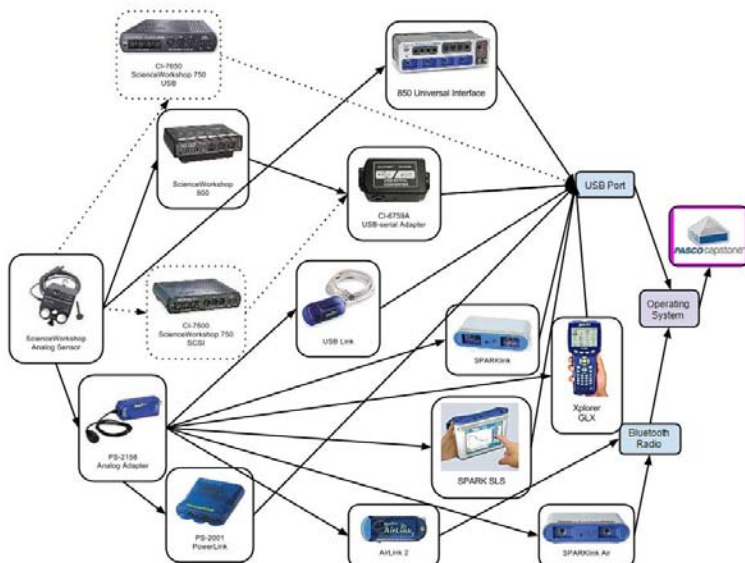 CI-7650
ScienceWorkshop 750
USB
850 Universal Interface
ScienceWorkshop
500
CI-6759A
USB-serial Adapter
USB Port
PASCO capstone
ScienceWorkshop
Analog Sensor
CI-7500
ScienceWorkshop 750
SCSI
USB Link
SPARKlink
Operating
System
Xplorer
GLX
PS-2158
Analog Adapter
SPARK SLS
Bluetooth
Radio
PS-2001
PowerLink
AirLink 2
SPARKlink Air